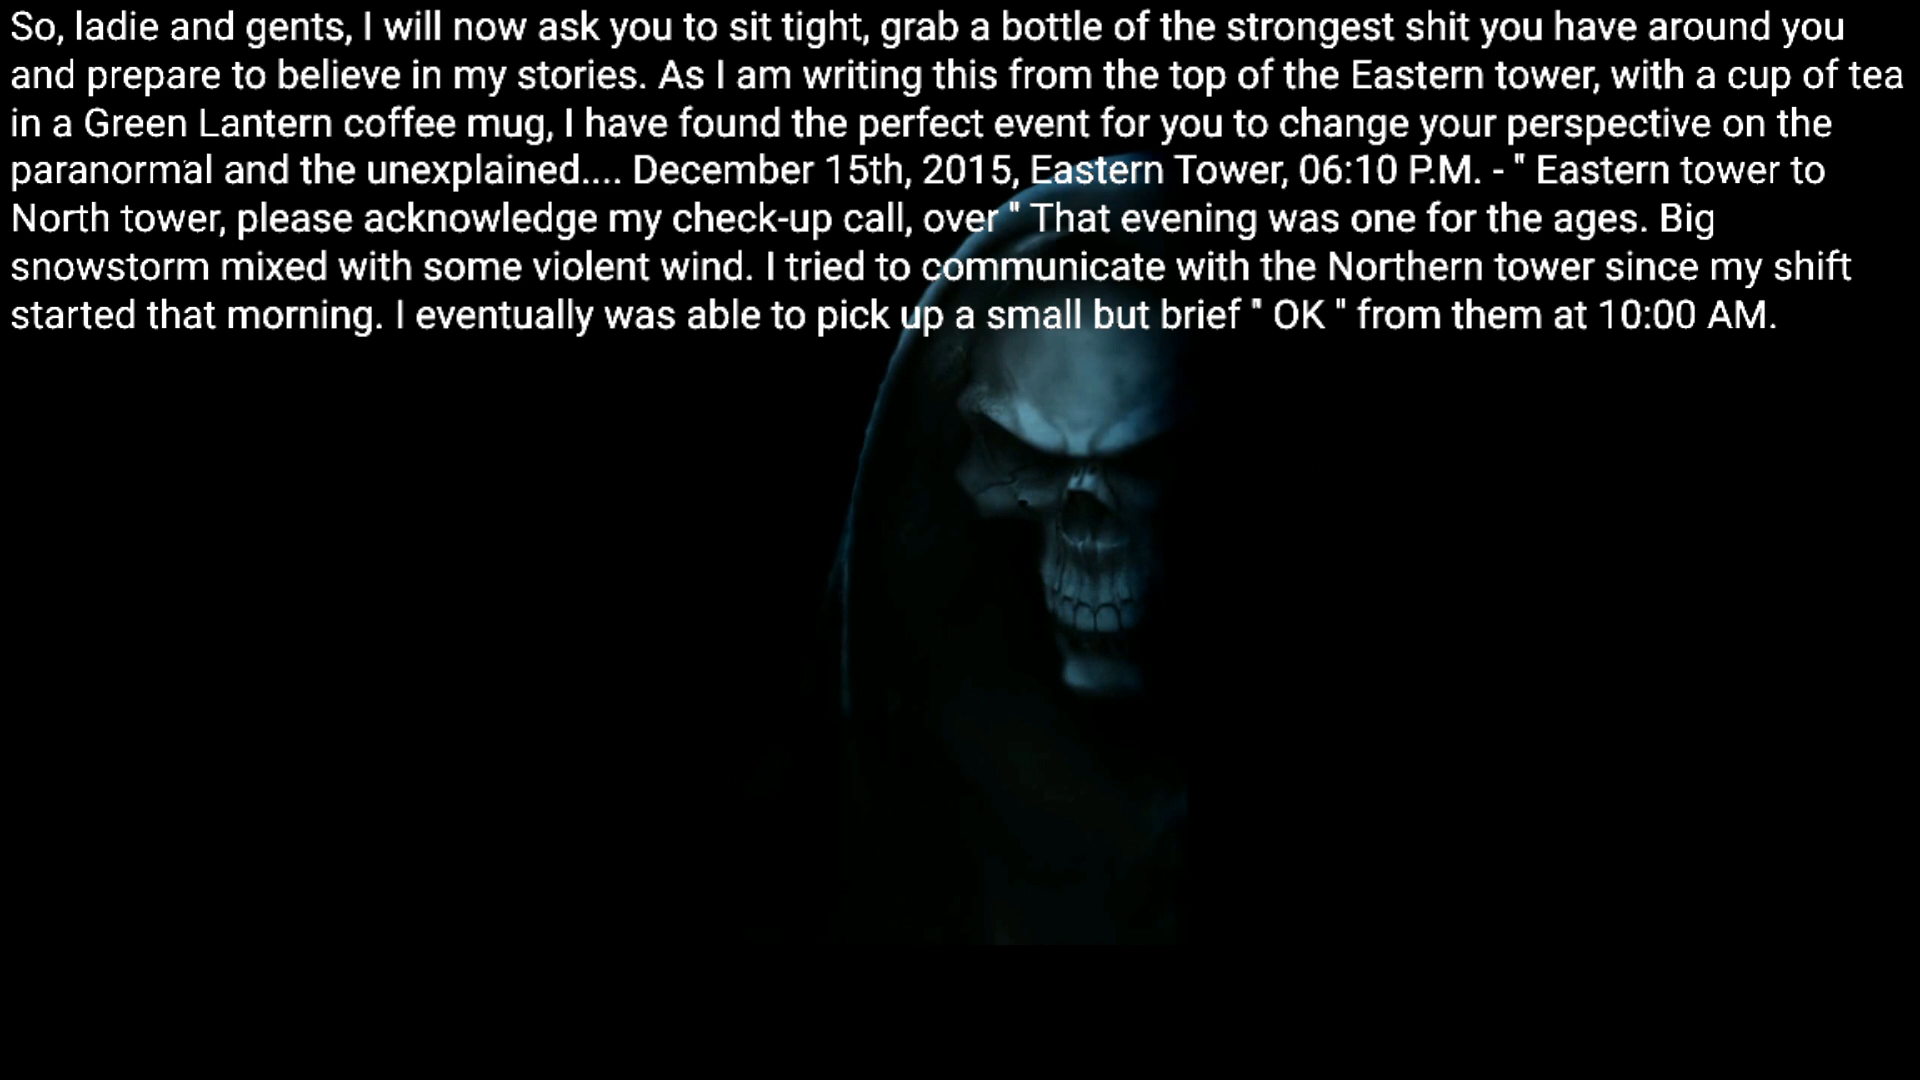 So, ladie and gents, I will now ask you to sit tight, grab a bottle of the strongest shit you have around you
and prepare to believe in my stories. As I am writing this from the top of the Eastern tower, with a cup of tea
in a Green Lantern coffee mug, I have found the perfect event for you to change your perspective on the
paranormal and the unexplained.... December 15th, 2015, Eastern Tower, 06:10 P.M. - " Eastern tower to
North tower, please acknowledge my check-up call, over " That evening was one for the ages. Big
snowstorm mixed with some violent wind. I tried to communicate with the Northern tower since my shift
started that morning. I eventually was able to pick up a small but brief " OK " from them at 10:00 AM.